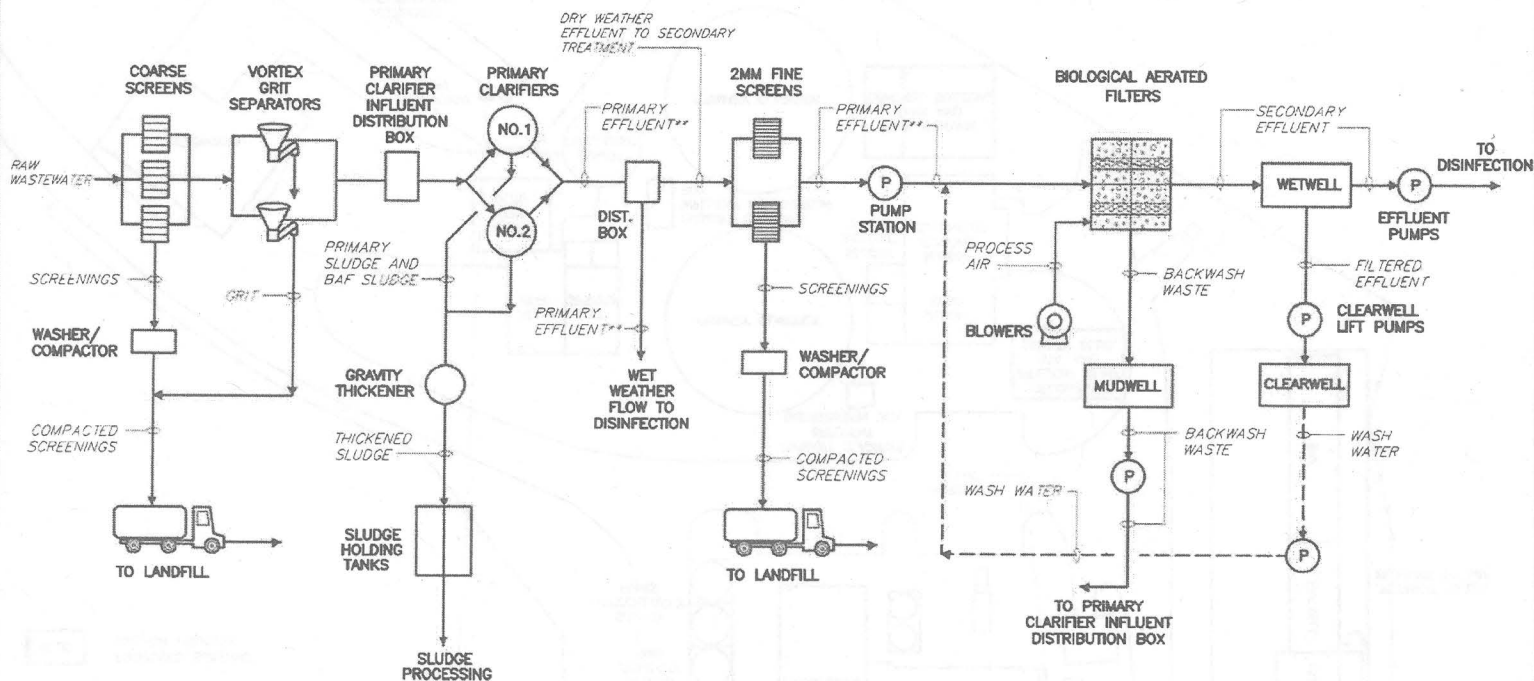 DRY WEATHER
EFFLUENT TO SECONDARY
TREATMENT
COARSE
SCREENS
VORTEX
GRIT
SEPARATORS
PRIMARY
CLARIFIER
INFLUENT
DISTRIBUTION
BOX
PRIMARY
CLARIFIERS
2MM FINE
SCREENS
BIOLOGICAL AERATED
FILTERS
PRIMARY
EFFLUENT**
PRIMARY
EFFLUENT**
SECONDARY
EFFLUENT
TO
DISINFECTION
RAW
WASTEWATER
NO.1
NO.2
DIST.
BOX
P
PUMP
STATION
WETWELL
P
EFFLUENT
PUMPS
SCREENINGS
GRIT
PRIMARY
SLUDGE AND
BAF SLUDGE
PRIMARY
EFFLUENT**
SCREENINGS
PROCESS
AIR
BACKWASH
WASTE
FILTERED
EFFLUENT
BLOWERS
P
CLEARWELL
LIFT PUMPS
WASHER/
COMPACTOR
GRAVITY
THICKENER
WET
WEATHER
FLOW TO
DISINFECTION
WASHER/
COMPACTOR
MUDWELL
CLEARWELL
COMPACTED
SCREENINGS
THICKENED
SLUDGE
COMPACTED
SCREENINGS
BACKWASH
WASTE
WASH
WATER
P
WASH WATER
P
TO LANDFILL
SLUDGE
HOLDING
TANKS
TO LANDFILL
TO PRIMARY
CLARIFIER INFLUENT
DISTRIBUTION BOX
SLUDGE
PROCESSING